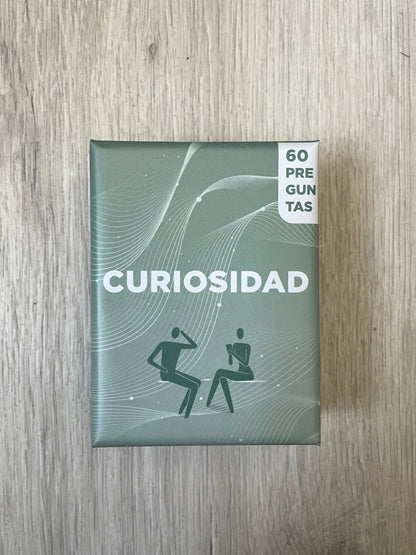 60
PRE
GUN
TAS
CURIOSIDAD